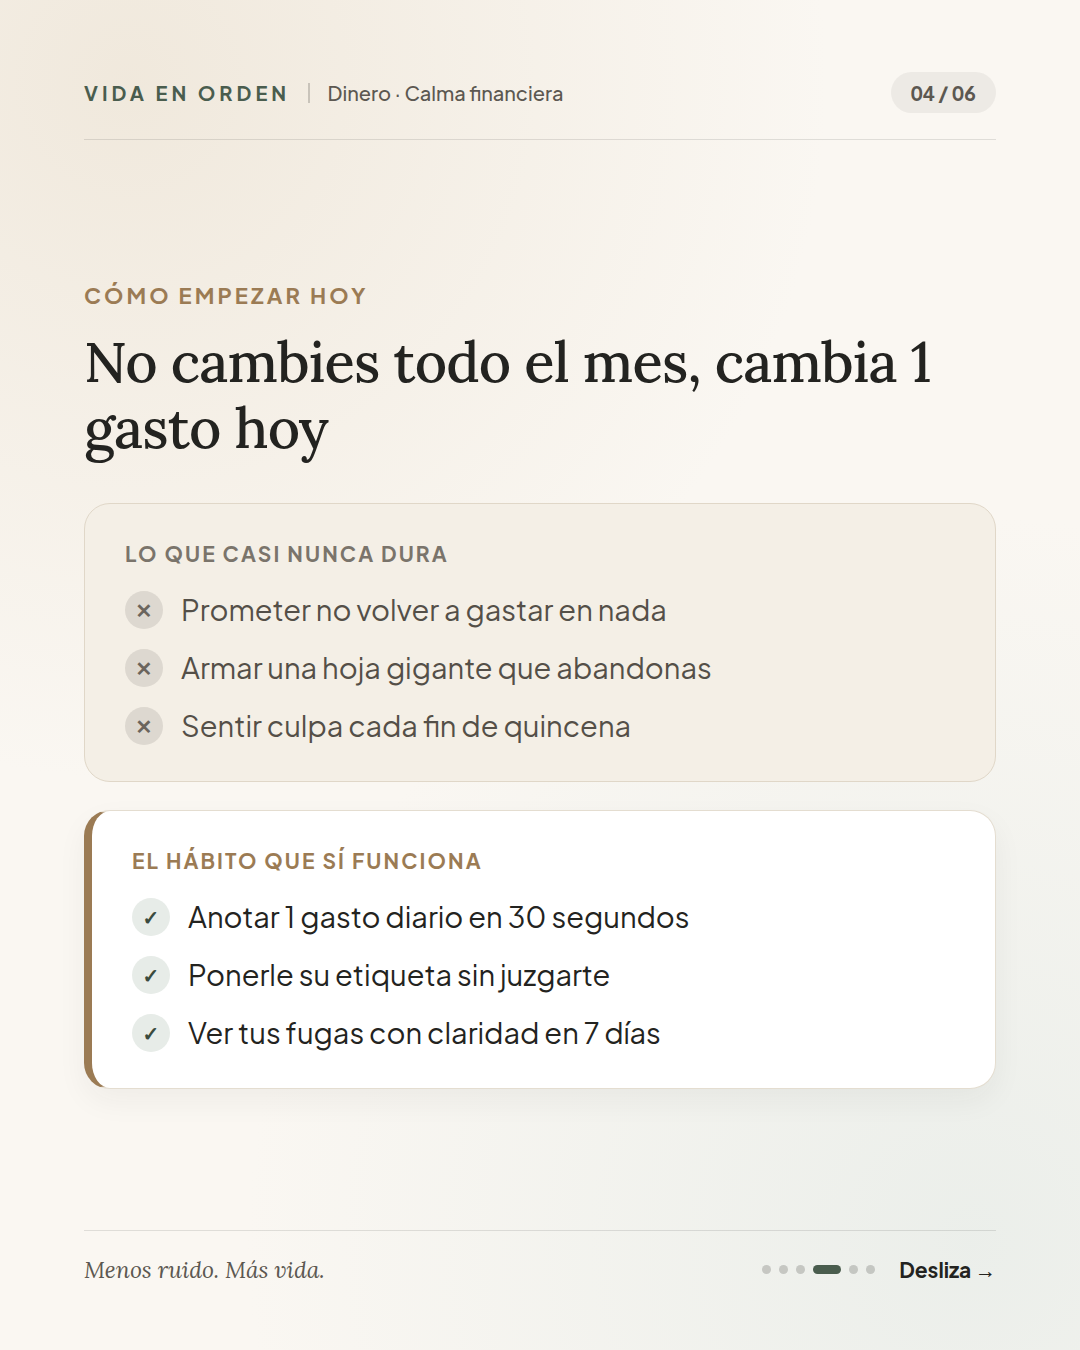 VIDA EN ORDEN | Dinero · Calma financiera
04 / 06
CÓMO EMPEZAR HOY
No cambies todo el mes, cambia 1
gasto hoy
LO QUE CASI NUNCA DURA
✕ Prometer no volver a gastar en nada
✕ Armar una hoja gigante que abandonas
✕ Sentir culpa cada fin de quincena
EL HÁBITO QUE SÍ FUNCIONA
✓ Anotar 1 gasto diario en 30 segundos
✓ Ponerle su etiqueta sin juzgarte
✓ Ver tus fugas con claridad en 7 días
Menos ruido. Más vida.
Desliza →